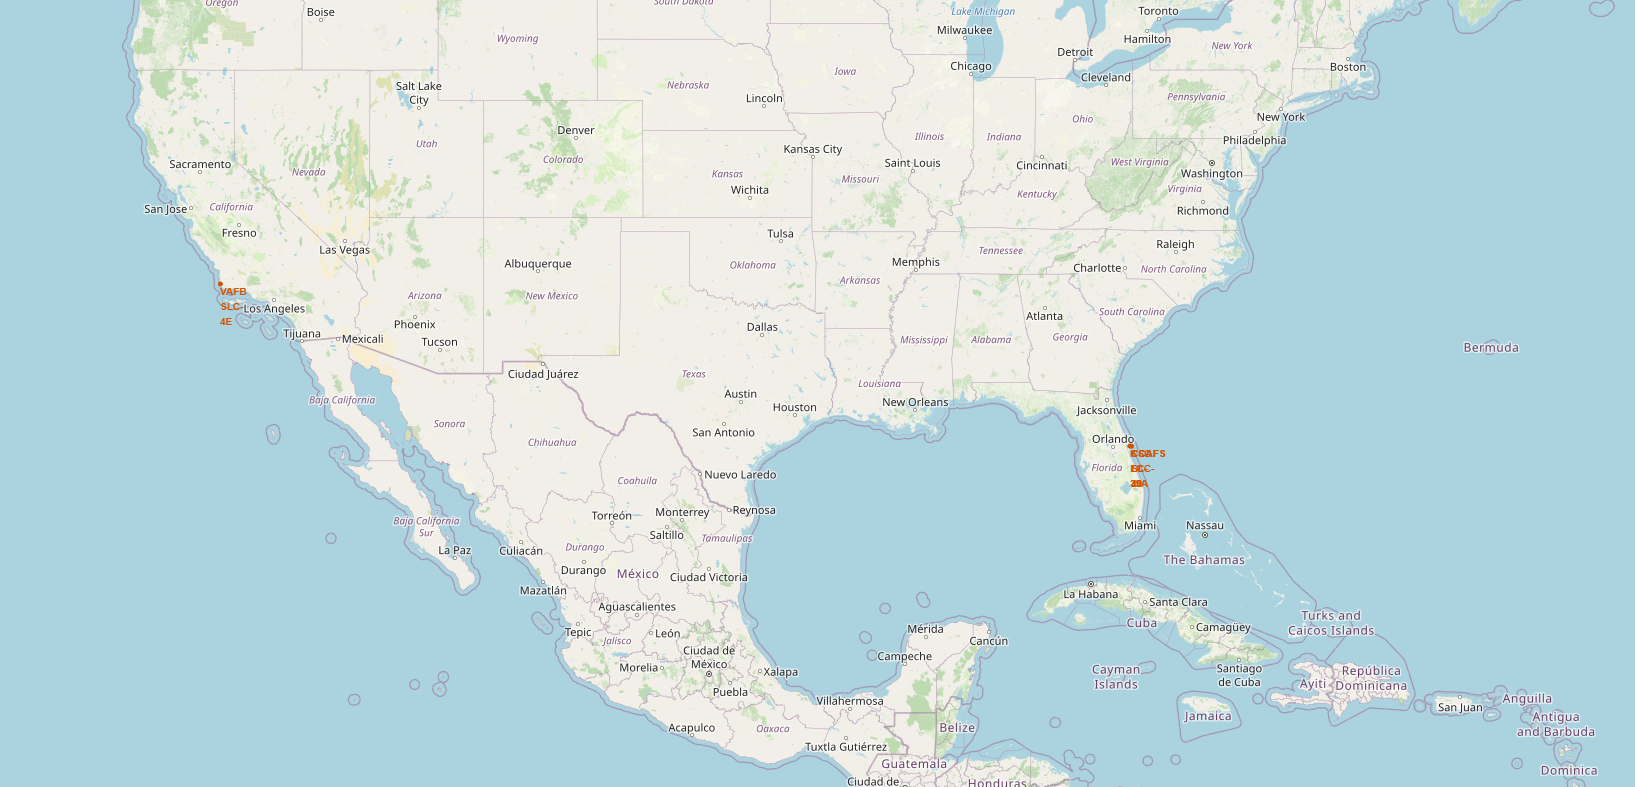 Oregon
Boise
South Dakota
Lake Michigan
Toronto
Wyoming
Milwaukee
Hamilton
New York
Detroit
Boston
Chicago
Iowa
Cleveland
Salt Lake
City
Nebraska
Lincoln
Pennsylvania
New York
Ohio
Denver
Illinois
Indiana
Philadelphia
Utah
Kansas City
Colorado
Saint Louis
Cincinnati
West Virginia
Sacramento
Nevada
Kansas
Missouri
Washington
Wichita
Kentucky
Virginia
San Jose
California
Richmond
Fresno
Las Vegas
Tulsa
Raleigh
Tennessee
Albuquerque
Oklahoma
Memphis
Charlotte
North Carolina
Arkansas
VAFB
SLC-
4E
Los Angeles
Arizona
New Mexico
South Carolina
Atlanta
Phoenix
Dallas
Tijuana
Mexicali
Tucson
Mississippi
Alabama
Georgia
Bermuda
Ciudad Juárez
Texas
Louisiana
Baja California
Austin
Houston
New Orleans
Jacksonville
Sonora
San Antonio
Chihuahua
Orlando
Florida
Coahuila
Nuevo Laredo
Torreón
Monterrey
Reynosa
Baja California
Sur
Saltillo
Tamaulipas
Miami
Nassau
La Paz
Culiacán
Durango
The Bahamas
Durango
México
Ciudad Victoria
Mazatlán
La Habana
Santa Clara
Aguascalientes
Cuba
Camagüey
Turks and
Caicos Islands
Tepic
León
Jalisco
Mérida
Cancún
Ciudad de
México
Campeche
Morelia
Xalapa
Cayman
Islands
Santiago
de Cuba
República
Dominicana
Ayiti
Puebla
Villahermosa
San Juan
Anguilla
Jamaica
Antigua
and Barbuda
Acapulco
Oaxaca
Belize
Tuxtla Gutiérrez
Guatemala
Dominica
Ciudad de
Honduras